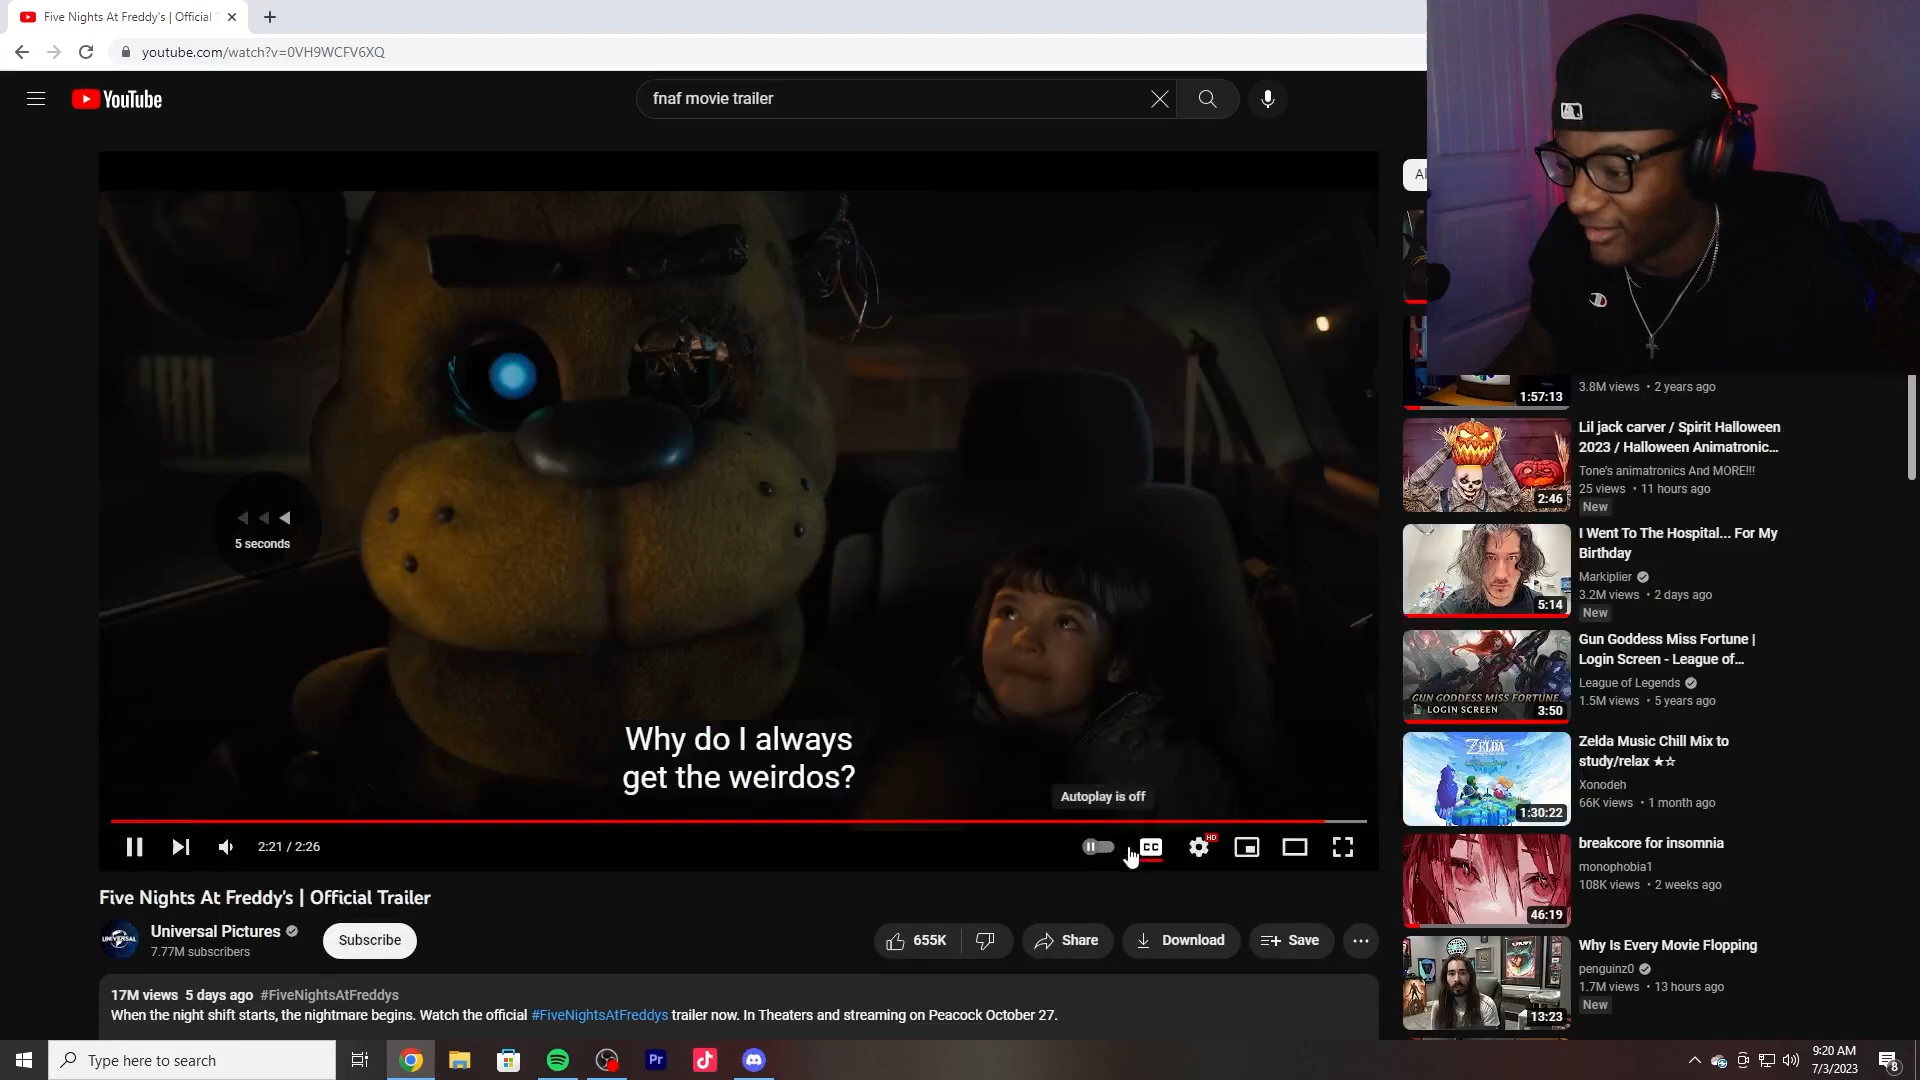 Five Nights At Freddy's | Official
youtube.com/watch?v=0VH9WCFV6XQ
YouTube
fnaf movie trailer
Al
5 seconds
Why do I always
get the weirdos?
Autoplay is off
2:21 / 2:26
CC
HD
Five Nights At Freddy's | Official Trailer
UNIVERSAL
Universal Pictures
7.77M subscribers
Subscribe
655K
Share
Download
Save
17M views 5 days ago #FiveNightsAtFreddys
When the night shift starts, the nightmare begins. Watch the official #FiveNightsAtFreddys trailer now. In Theaters and streaming on Peacock October 27.
1:57:13
3.8M views • 2 years ago
2:46
Lil jack carver / Spirit Halloween
2023 / Halloween Animatronic...
Tone's animatronics And MORE!!!
25 views • 11 hours ago
New
5:14
I Went To The Hospital... For My
Birthday
Markiplier
3.2M views • 2 days ago
New
GUN GODDESS MISS FORTUNE
LOGIN SCREEN
3:50
Gun Goddess Miss Fortune |
Login Screen - League of...
League of Legends
1.5M views • 5 years ago
ZELDA
1:30:22
Zelda Music Chill Mix to
study/relax ★☆
Xonodeh
66K views • 1 month ago
46:19
breakcore for insomnia
monophobia1
108K views • 2 weeks ago
13:23
Why Is Every Movie Flopping
penguinz0
1.7M views • 13 hours ago
New
Type here to search
Pr
9:20 AM
7/3/2023
8